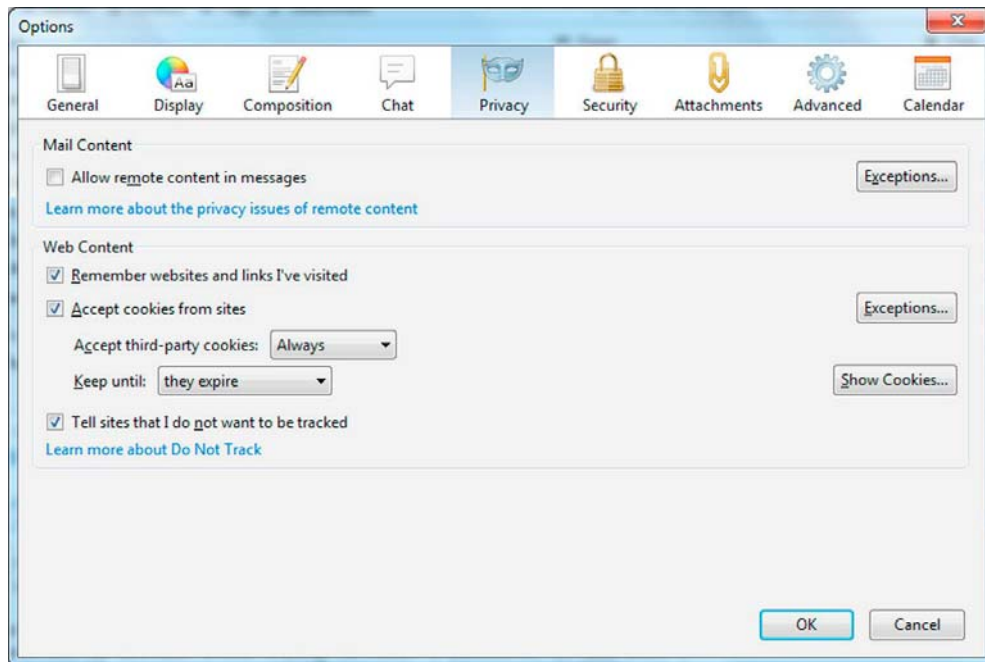 Options
General Display Composition Chat Privacy Security Attachments Advanced Calendar
Mail Content
Allow remote content in messages Exceptions...
Learn more about the privacy issues of remote content
Web Content
Remember websites and links I've visited
Accept cookies from sites Exceptions...
Accept third-party cookies: Always
Keep until: they expire Show Cookies...
Tell sites that I do not want to be tracked
Learn more about Do Not Track
OK Cancel